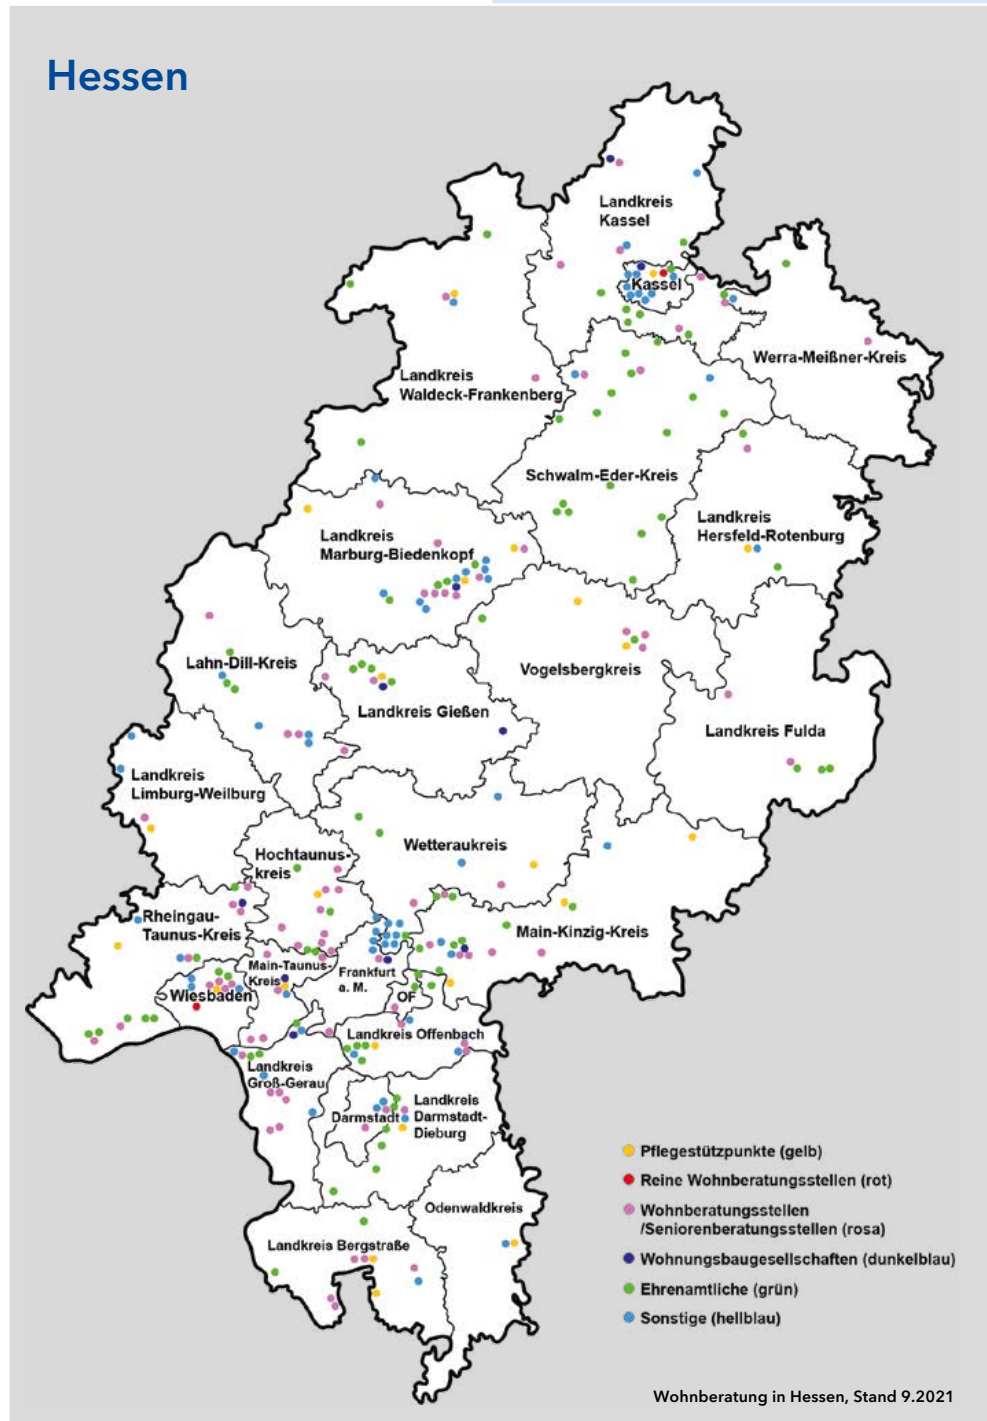 Hessen
Landkreis
Kassel
Kassel
Werra-Meißner-Kreis
Landkreis
Waldeck-Frankenberg
Schwalm-Eder-Kreis
Landkreis
Hersfeld-Rotenburg
Landkreis
Marburg-Biedenkopf
Lahn-Dill-Kreis
Vogelsbergkreis
Landkreis Gießen
Landkreis Fulda
Landkreis
Limburg-Weilburg
Wetteraukreis
Hochtaunus-
kreis
Rheingau-
Taunus-Kreis
Main-Kinzig-Kreis
Main-Taunus-
Kreis
Frankfurt
a. M.
Wiesbaden
OF
Landkreis Offenbach
Landkreis
Groß-Gerau
Darmstadt
Landkreis
Darmstadt-
Dieburg
Odenwaldkreis
Landkreis Bergstraße
Pflegestützpunkte (gelb)
Reine Wohnberatungsstellen (rot)
Wohnberatungsstellen
/Seniorenberatungsstellen (rosa)
Wohnungsbaugesellschaften (dunkelblau)
Ehrenamtliche (grün)
Sonstige (hellblau)
Wohnberatung in Hessen, Stand 9.2021